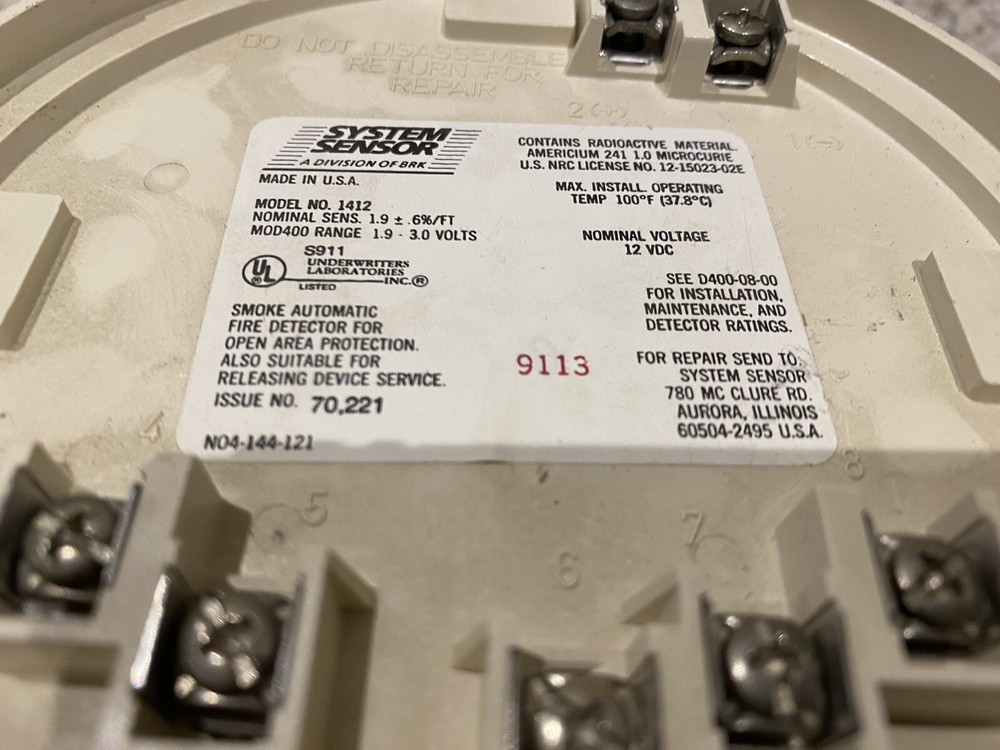 DO NOT DISASSEMBLE
RETURN FOR
REPAIR
2(+)
1(-)
SYSTEM
SENSOR
A DIVISION OF BRK
MADE IN U.S.A.
MODEL NO. 1412
NOMINAL SENS. 1.9 ± .6%/FT
MOD400 RANGE 1.9 - 3.0 VOLTS
S911
UL
UNDERWRITERS
LABORATORIES
INC.®
LISTED
SMOKE AUTOMATIC
FIRE DETECTOR FOR
OPEN AREA PROTECTION.
ALSO SUITABLE FOR
RELEASING DEVICE SERVICE.
ISSUE NO. 70,221
N04-144-121
9113
CONTAINS RADIOACTIVE MATERIAL.
AMERICIUM 241 1.0 MICROCURIE
U.S. NRC LICENSE NO. 12-15023-02E
MAX. INSTALL. OPERATING
TEMP 100°F (37.8°C)
NOMINAL VOLTAGE
12 VDC
SEE D400-08-00
FOR INSTALLATION,
MAINTENANCE, AND
DETECTOR RATINGS.
FOR REPAIR SEND TO:
SYSTEM SENSOR
780 MC CLURE RD.
AURORA, ILLINOIS
60504-2495 U.S.A.
5
6
7
8